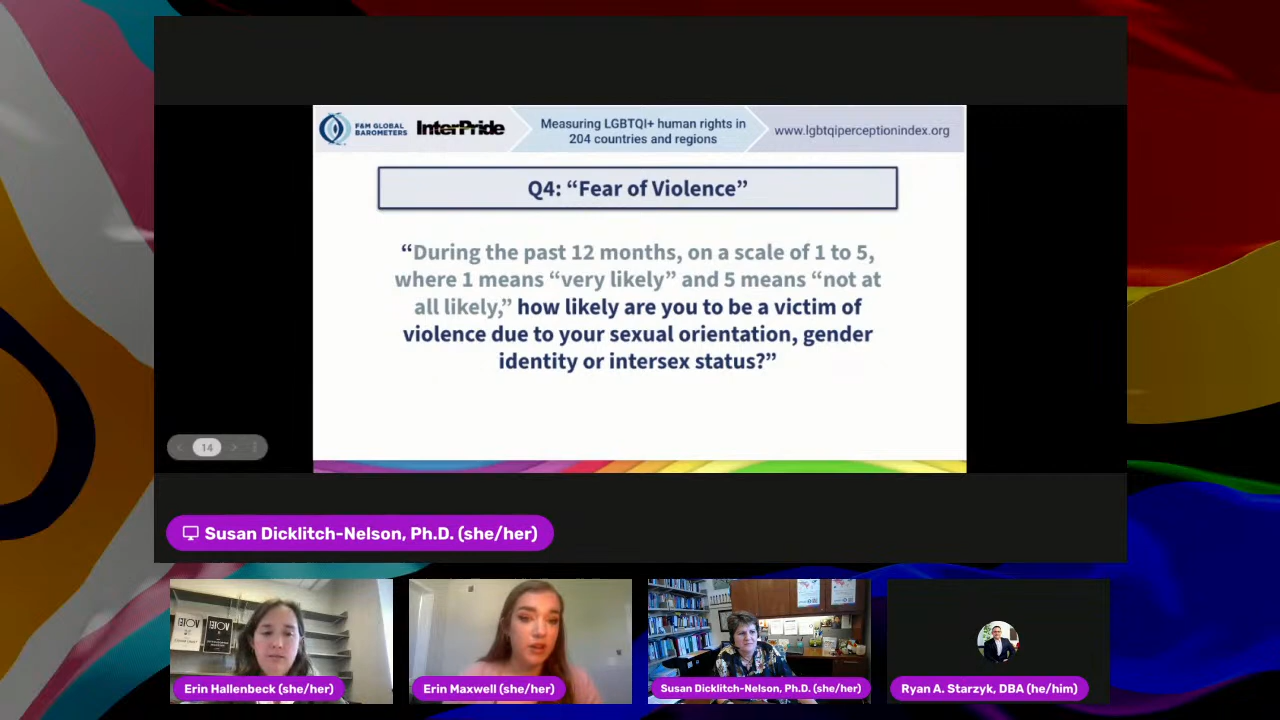 F&M GLOBAL
BAROMETERS
InterPride
Measuring LGBTQI+ human rights in
204 countries and regions
www.lgbtqiperceptionindex.org
Q4: “Fear of Violence”
“During the past 12 months, on a scale of 1 to 5,
where 1 means “very likely” and 5 means “not at
all likely,” how likely are you to be a victim of
violence due to your sexual orientation, gender
identity or intersex status?”
14
Susan Dicklitch-Nelson, Ph.D. (she/her)
Erin Hallenbeck (she/her)
Erin Maxwell (she/her)
Susan Dicklitch-Nelson, Ph.D. (she/her)
Ryan A. Starzyk, DBA (he/him)